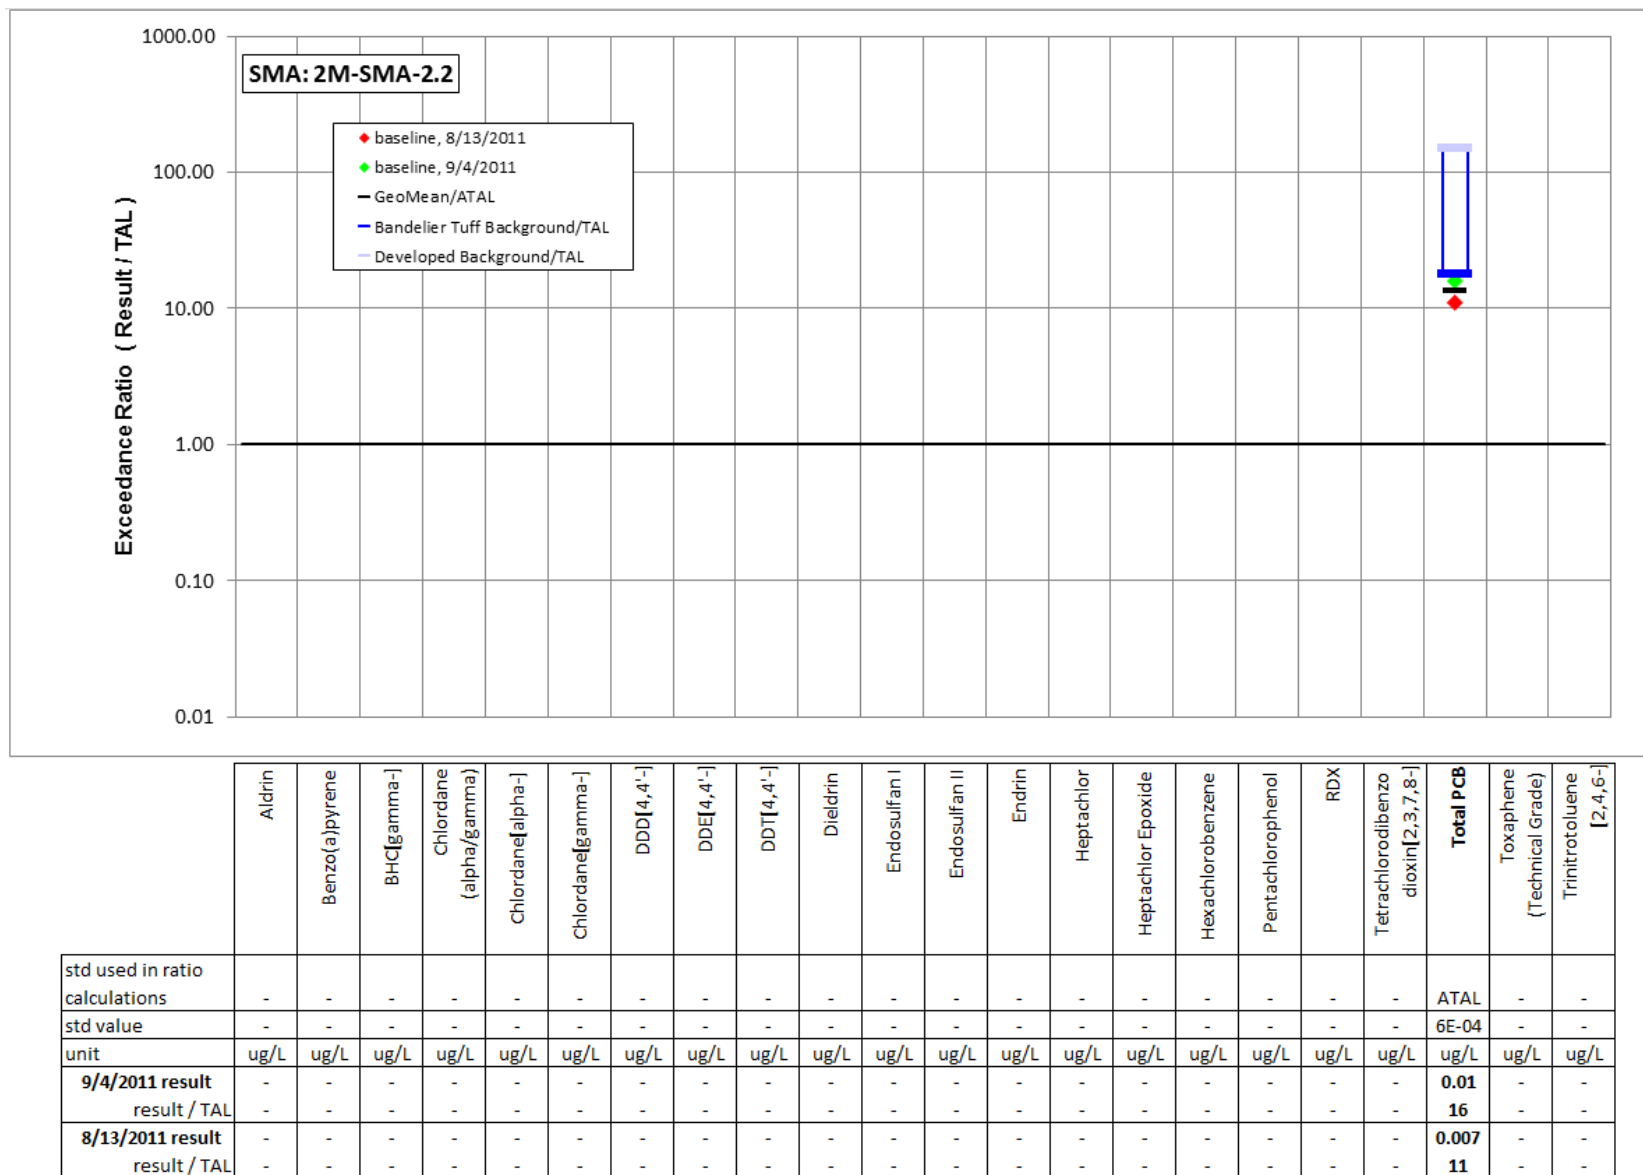 1000.00
100.00
10.00
1.00
0.10
0.01
Exceedance Ratio ( Result / TAL )
SMA: 2M-SMA-2.2
baseline, 8/13/2011
baseline, 9/4/2011
GeoMean/ATAL
Bandelier Tuff Background/TAL
Developed Background/TAL
Aldrin
Benzo(a)pyrene
BHC[gamma-]
Chlordane
(alpha/gamma)
Chlordane[alpha-]
Chlordane[gamma-]
DDD[4,4'-]
DDE[4,4'-]
DDT[4,4'-]
Dieldrin
Endosulfan I
Endosulfan II
Endrin
Heptachlor
Heptachlor Epoxide
Hexachlorobenzene
Pentachlorophenol
RDX
Tetrachlorodibenzo
dioxin[2,3,7,8-]
Total PCB
Toxaphene
(Technical Grade)
Trinitrotoluene
[2,4,6-]
std used in ratio
calculations - - - - - - - - - - - - - - - - - - - ATAL - -
std value - - - - - - - - - - - - - - - - - - - 6E-04 - -
unit ug/L ug/L ug/L ug/L ug/L ug/L ug/L ug/L ug/L ug/L ug/L ug/L ug/L ug/L ug/L ug/L ug/L ug/L ug/L ug/L ug/L ug/L
9/4/2011 result - - - - - - - - - - - - - - - - - - - 0.01 - -
result / TAL - - - - - - - - - - - - - - - - - - - 16 - -
8/13/2011 result - - - - - - - - - - - - - - - - - - - 0.007 - -
result / TAL - - - - - - - - - - - - - - - - - - - 11 - -